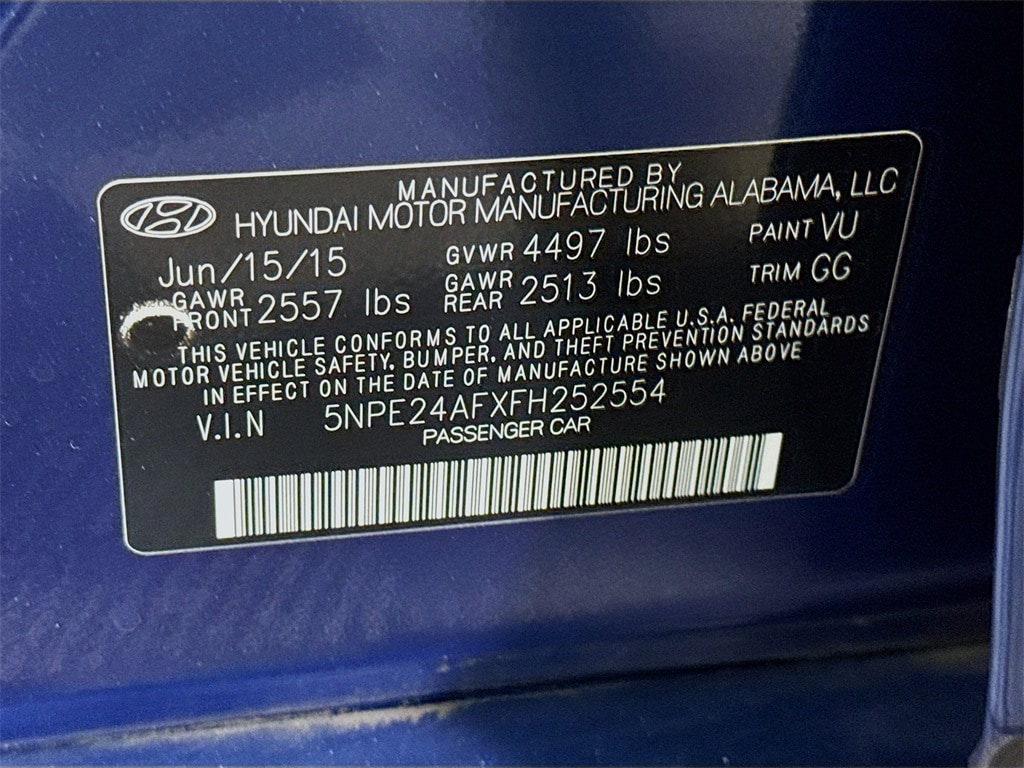 MANUFACTURED BY
HYUNDAI MOTOR MANUFACTURING ALABAMA, LLC
Jun/15/15 GVWR 4497 lbs PAINT VU
GAWR FRONT 2557 lbs GAWR REAR 2513 lbs TRIM GG
THIS VEHICLE CONFORMS TO ALL APPLICABLE U.S.A. FEDERAL
MOTOR VEHICLE SAFETY, BUMPER, AND THEFT PREVENTION STANDARDS
IN EFFECT ON THE DATE OF MANUFACTURE SHOWN ABOVE
V.I.N 5NPE24AFXFH252554
PASSENGER CAR